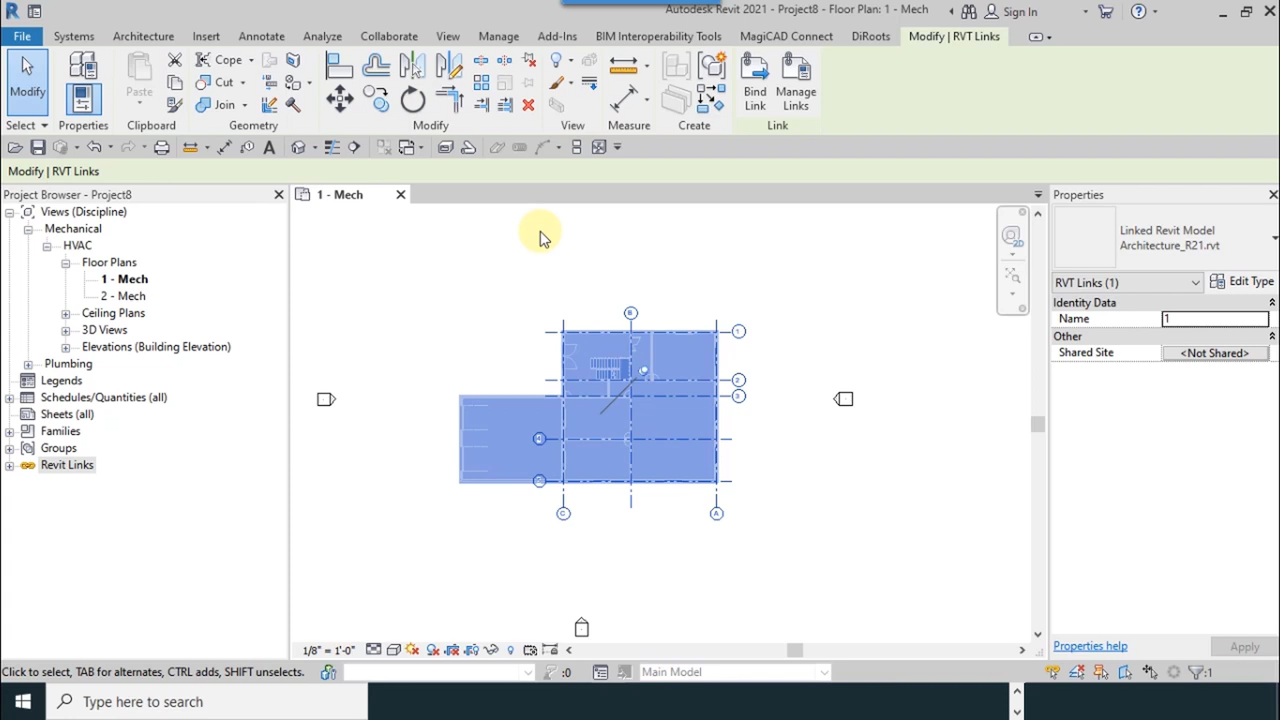 Autodesk Revit 2021 - Project8 - Floor Plan: 1 - Mech
Sign In
File Systems Architecture Insert Annotate Analyze Collaborate View Manage Add-Ins BIM Interoperability Tools MagiCAD Connect DiRoots Modify | RVT Links
Modify
Paste
Cope
Cut
Join
Bind Link
Manage Links
Select Properties Clipboard Geometry Modify View Measure Create Link
Modify | RVT Links
Project Browser - Project8
1 - Mech
Properties
Views (Discipline)
Mechanical
HVAC
Floor Plans
1 - Mech
2 - Mech
Ceiling Plans
3D Views
Elevations (Building Elevation)
Plumbing
Legends
Schedules/Quantities (all)
Sheets (all)
Families
Groups
Revit Links
2D
B
1
2
3
C
A
Linked Revit Model
Architecture_R21.rvt
RVT Links (1)
Edit Type
Identity Data
Name 1
Other
Shared Site <Not Shared>
1/8" = 1'-0"
Properties help
Apply
Click to select, TAB for alternates, CTRL adds, SHIFT unselects.
:0
Main Model
:1
Type here to search